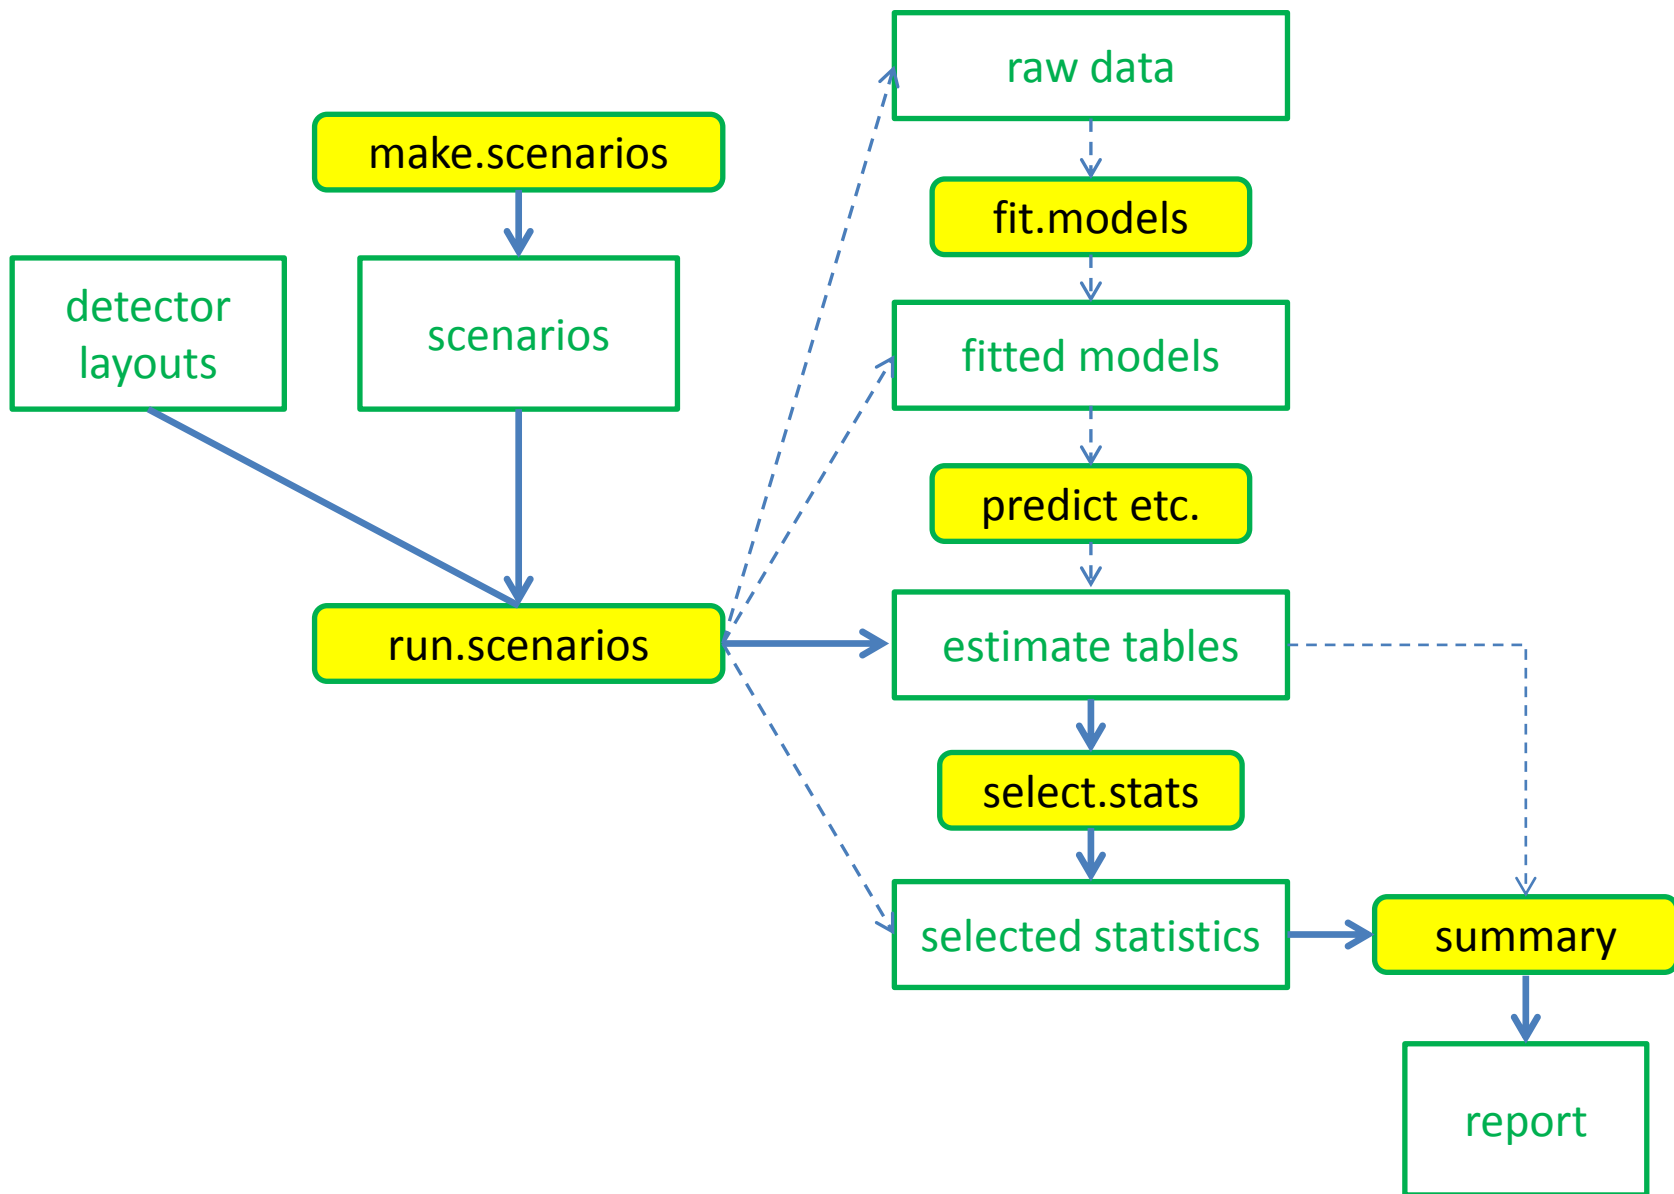 raw data
make.scenarios
fit.models
detector
layouts
scenarios
fitted models
predict etc.
run.scenarios
estimate tables
select.stats
selected statistics
summary
report